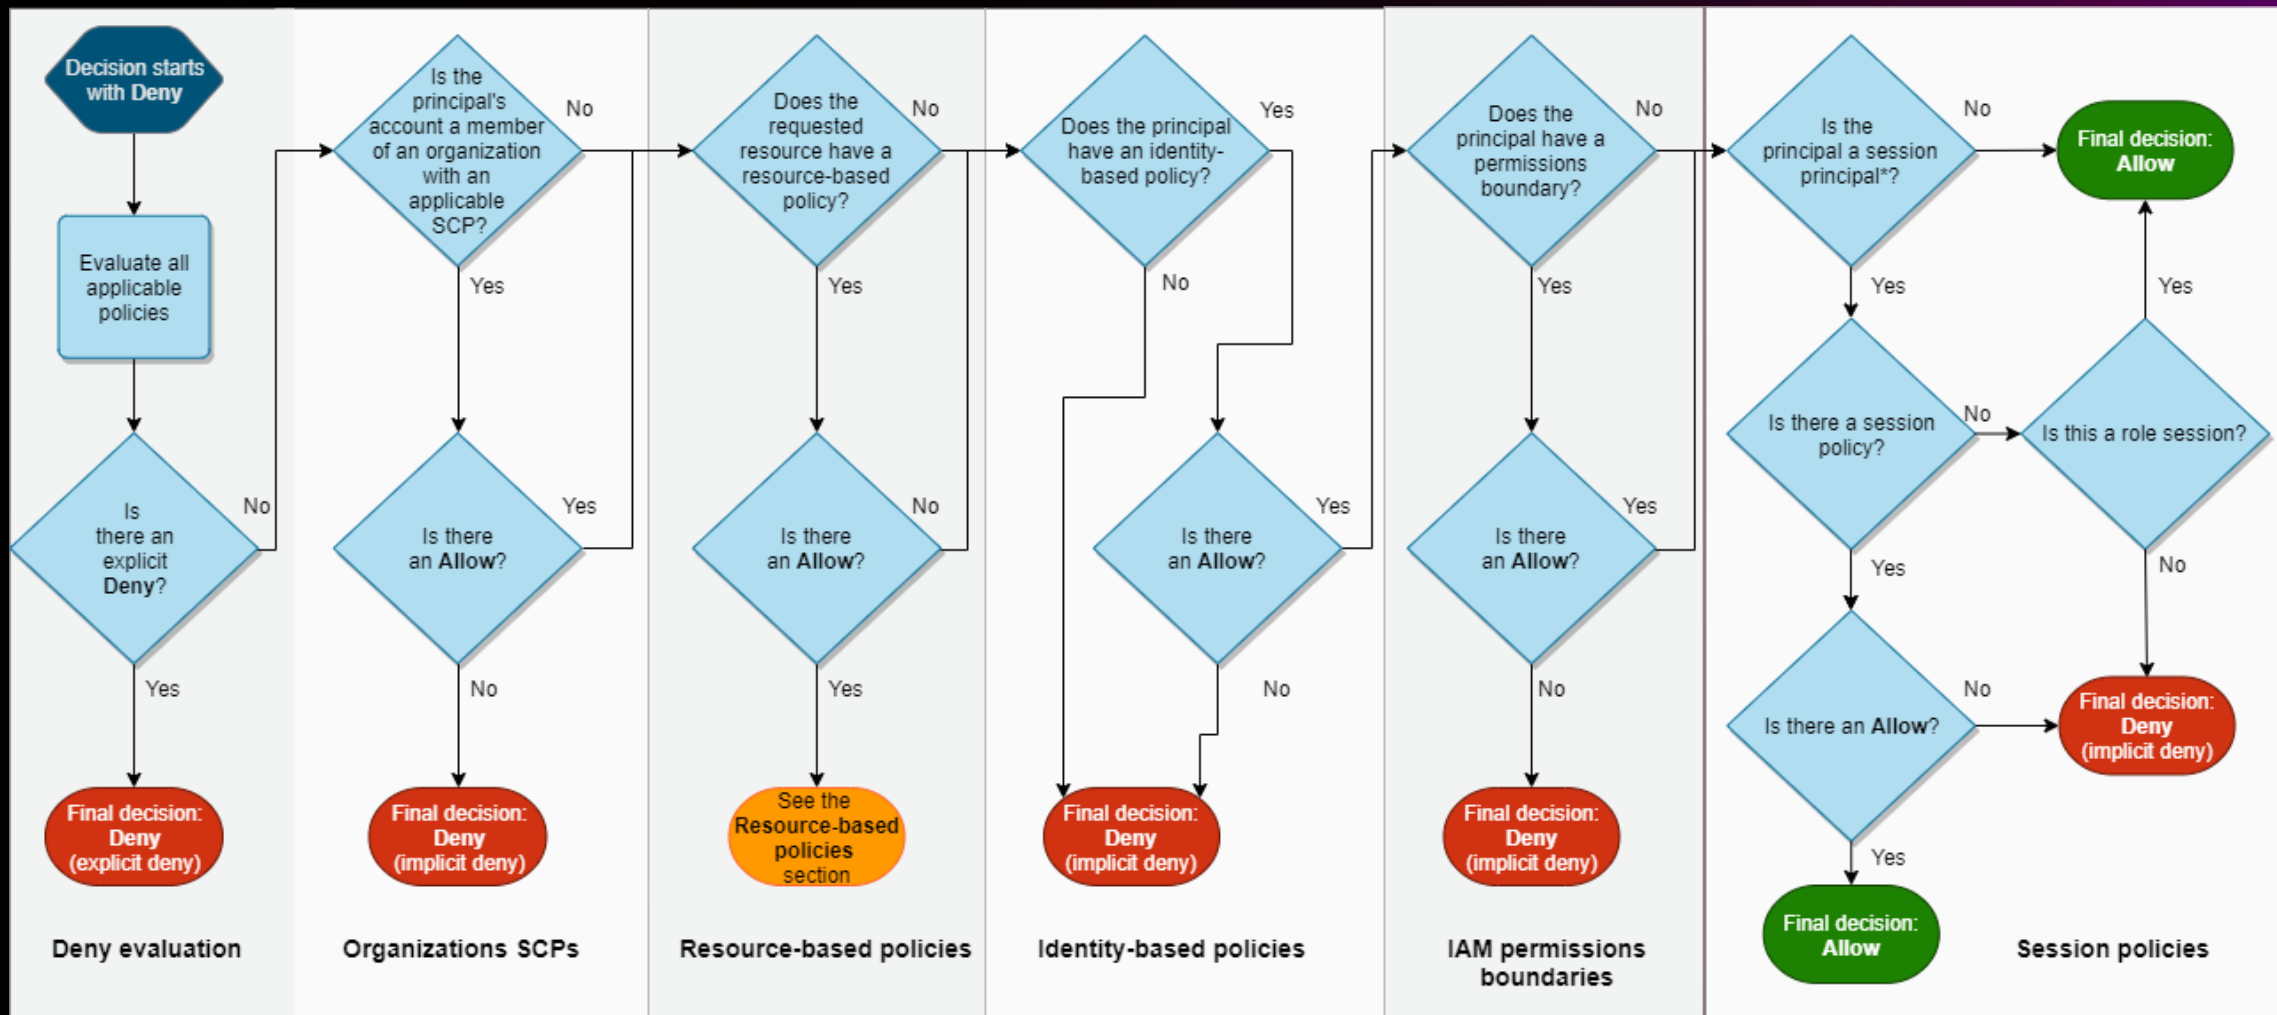 Decision starts
with Deny
Evaluate all
applicable
policies
Is
there an
explicit
Deny?
No
Yes
Final decision:
Deny
(explicit deny)
Deny evaluation
Is the
principal's
account a member
of an organization
with an
applicable
SCP?
No
Yes
Is there
an Allow?
Yes
No
Final decision:
Deny
(implicit deny)
Organizations SCPs
Does the
requested
resource have a
resource-based
policy?
No
Yes
Is there
an Allow?
No
Yes
See the
Resource-based
policies
section
Resource-based policies
Does the principal
have an identity-
based policy?
Yes
No
Is there
an Allow?
Yes
No
Final decision:
Deny
(implicit deny)
Identity-based policies
Does the
principal have a
permissions
boundary?
No
Yes
Is there
an Allow?
Yes
No
Final decision:
Deny
(implicit deny)
IAM permissions
boundaries
Is the
principal a session
principal*?
No
Final decision:
Allow
Yes
Yes
Is there a session
policy?
No
Is this a role session?
Yes
No
Is there an Allow?
No
Final decision:
Deny
(implicit deny)
Yes
Final decision:
Allow
Session policies